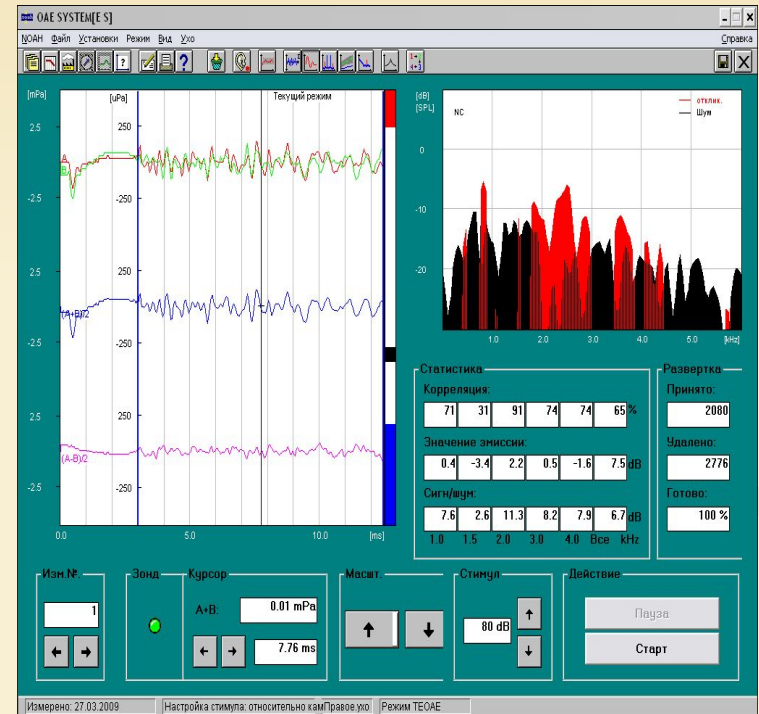 OAE SYSTEM[E S]
NOAH Файл Установки Режим Вид Ухо Справка
[mPa] [uPa] Текущий режим
2.5 250
A
B
-2.5 -250
2.5 250
(A+B)/2
-2.5 -250
2.5 250
(A-B)/2
-2.5 -250
0.0 5.0 10.0 [ms]
[dB]
[SPL] NC
отклик.
Шум
0
-10
-20
1.0 2.0 3.0 4.0 5.0 [kHz]
Статистика
Корреляция:
71 31 91 74 74 65 %
Значение эмиссии:
0.4 -3.4 2.2 0.5 -1.6 7.5 dB
Сигн/шум:
7.6 2.6 11.3 8.2 7.9 6.7 dB
1.0 1.5 2.0 3.0 4.0 Все kHz
Развертка
Принято:
2080
Удалено:
2776
Готово:
100 %
Изм.№.
1
Зонд
Курсор
A+B: 0.01 mPa
7.76 ms
Масшт.
Стимул
80 dB
Действие
Пауза
Старт
Измерено: 27.03.2009 Настройка стимула: относительно кам Правое.ухо Режим TEOAE